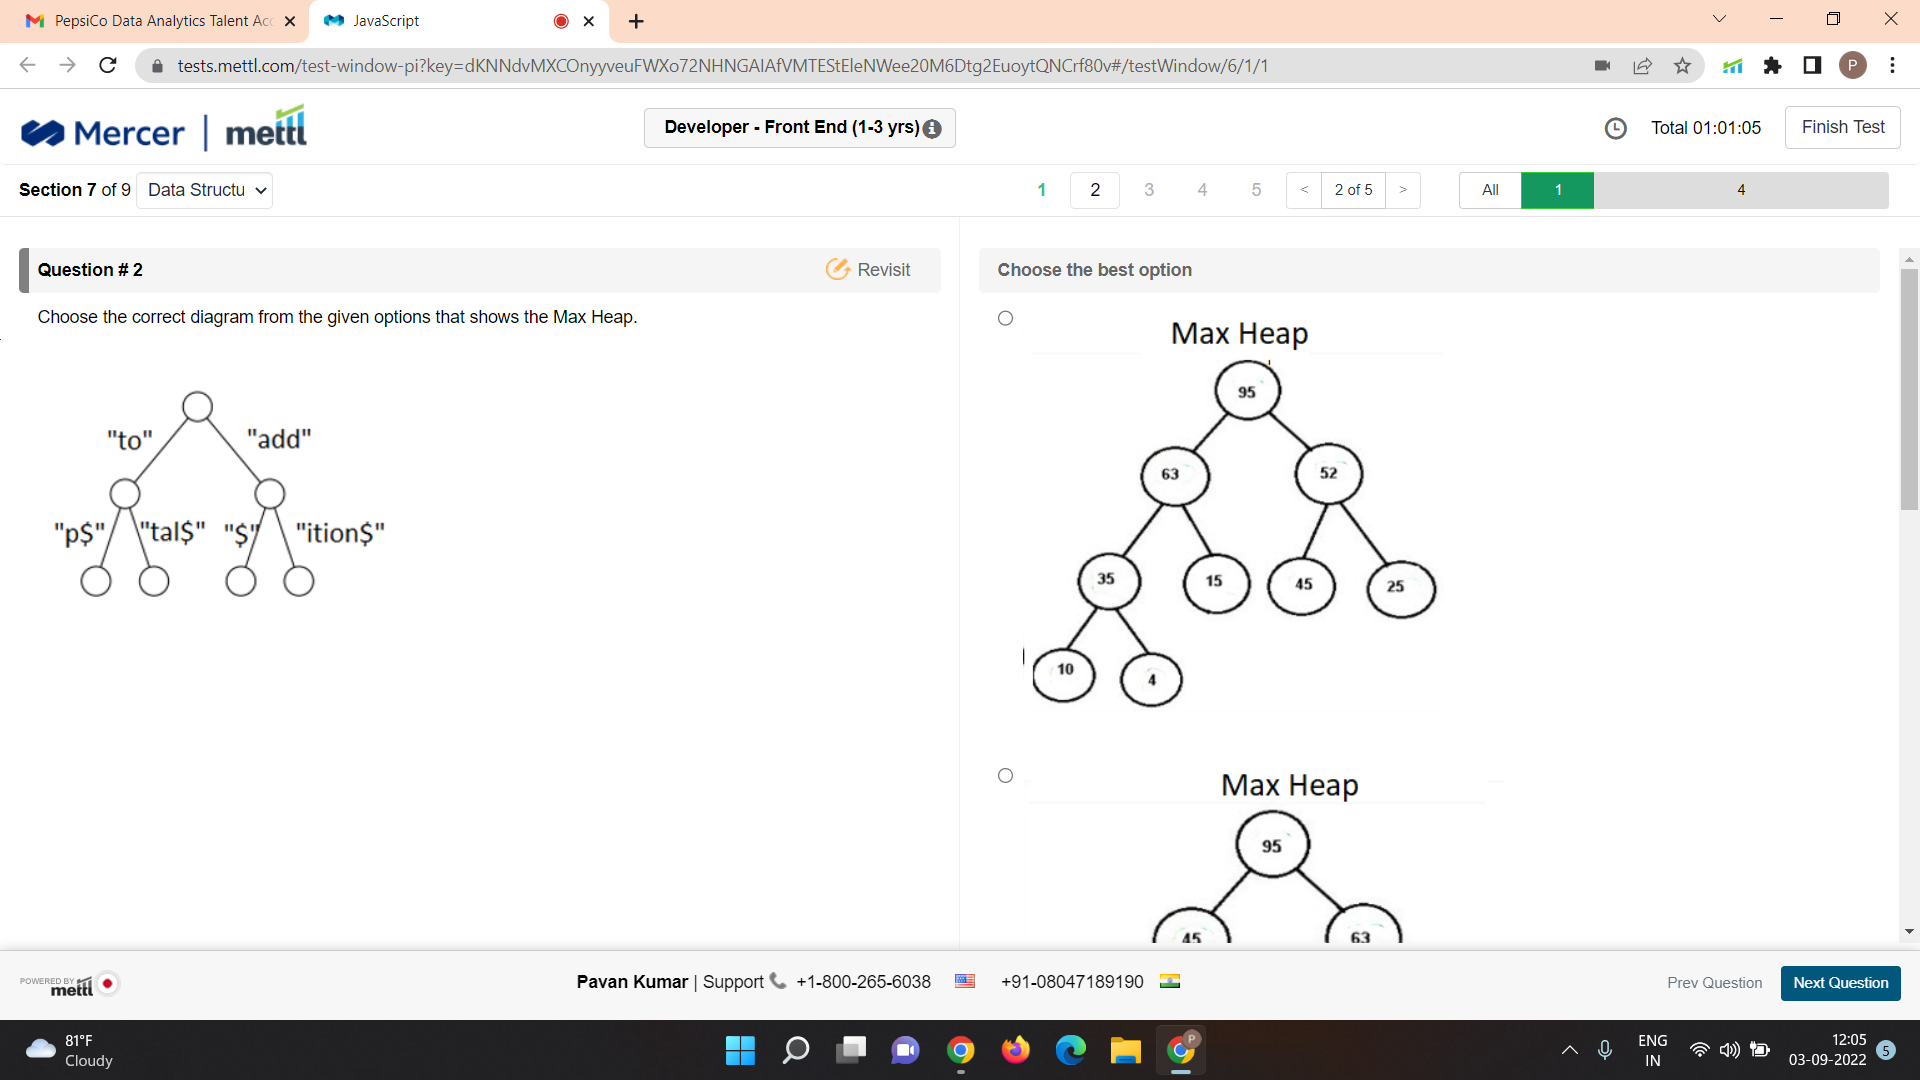 PepsiCo Data Analytics Talent Acc
JavaScript
tests.mettl.com/test-window-pi?key=dKNNdvMXCOnyyveuFWXo72NHNGAIAfVMTEStEleNWee20M6Dtg2EuoytQNCrf80v#/testWindow/6/1/1
P
Mercer | mettl
Developer - Front End (1-3 yrs)
Total 01:01:05
Finish Test
Section 7 of 9 Data Structu
1 2 3 4 5 < 2 of 5 > All 1 4
Question # 2
Revisit
Choose the correct diagram from the given options that shows the Max Heap.
"to" "add"
"p$" "tal$" "$" "ition$"
Choose the best option
Max Heap
95
63 52
35 15 45 25
10 4
Max Heap
95
45 63
POWERED BY
mettl
Pavan Kumar | Support +1-800-265-6038 +91-08047189190
Prev Question
Next Question
81°F
Cloudy
P
ENG
IN
12:05
03-09-2022
5